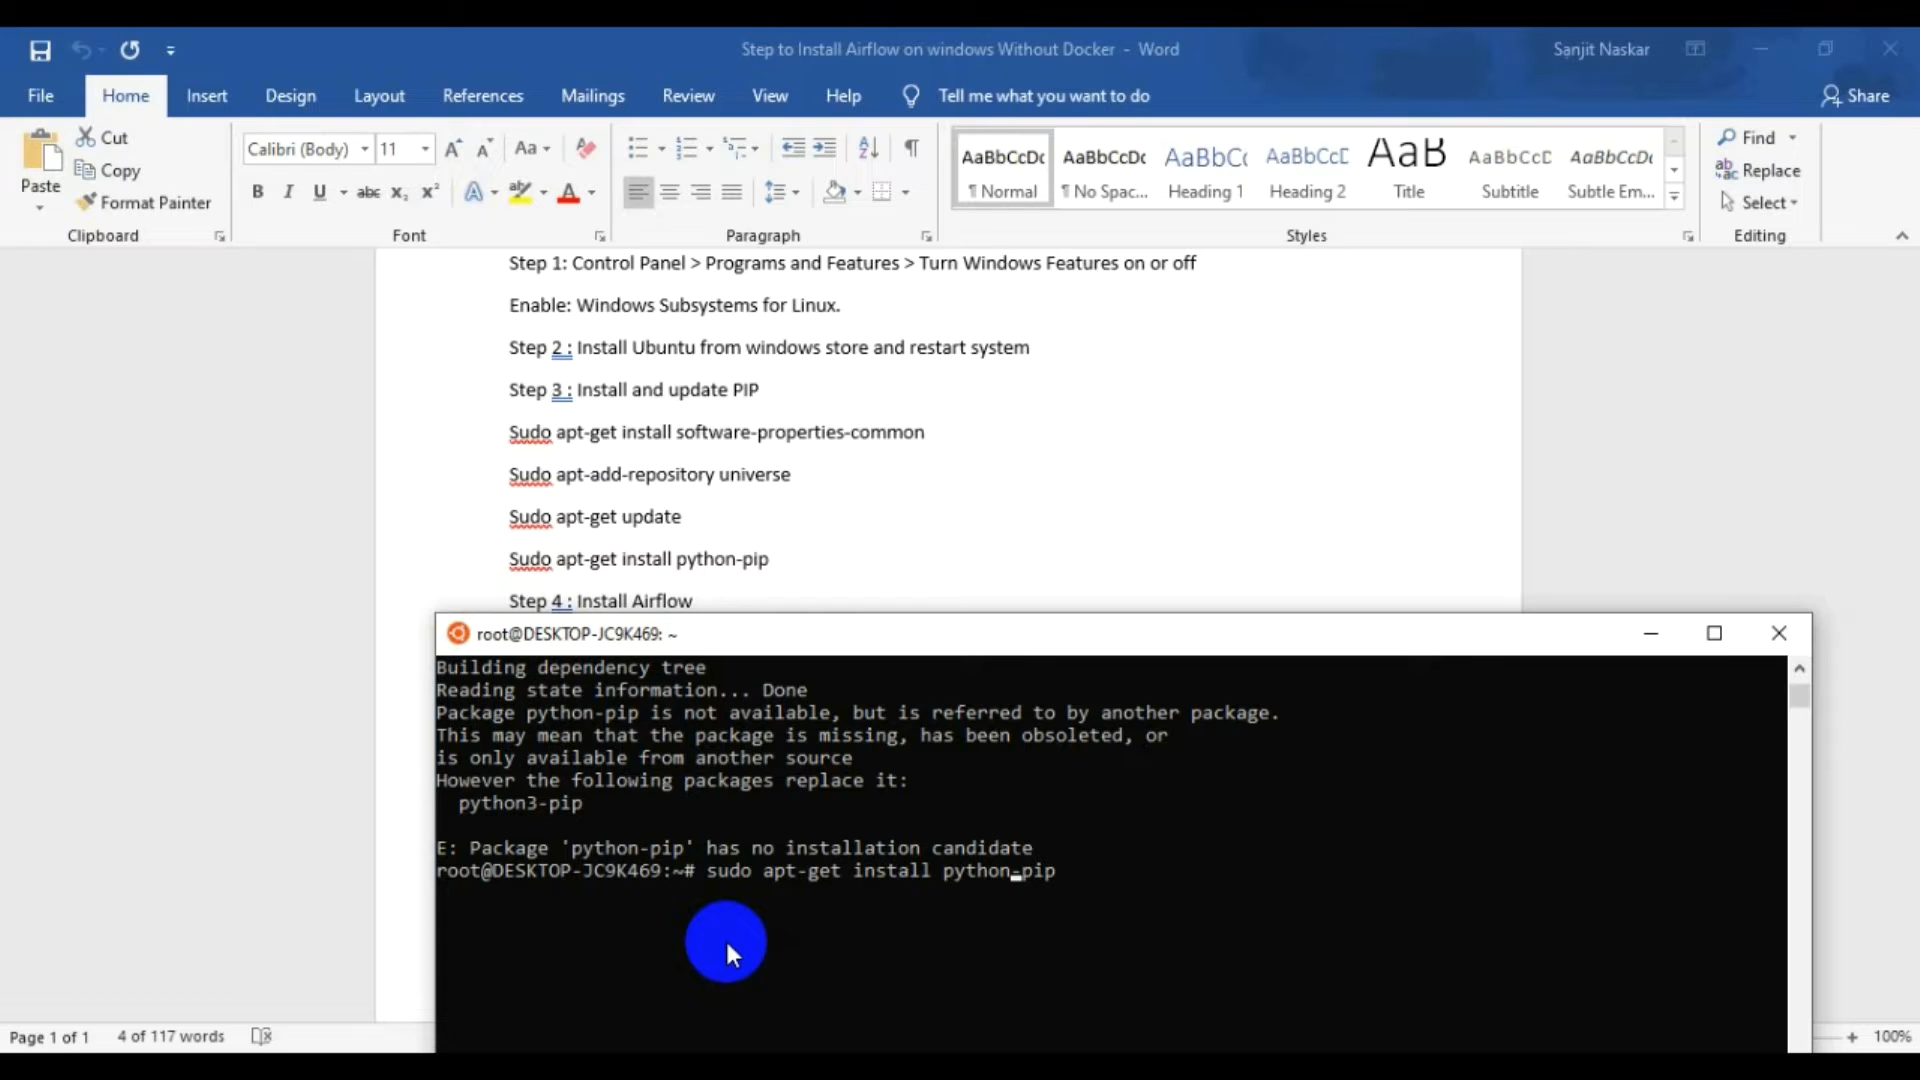 Step to Install Airflow on windows Without Docker - Word
Sanjit Naskar
File Home Insert Design Layout References Mailings Review View Help Tell me what you want to do Share
Paste
Cut
Copy
Format Painter
Clipboard
Calibri (Body) 11
Aa
B I U abc x₂ x²
A ab A
Font
Paragraph
AaBbCcDc AaBbCcDc AaBbCc AaBbCcE AaB AaBbCcD AaBbCcDc
¶ Normal ¶ No Spac... Heading 1 Heading 2 Title Subtitle Subtle Em...
Styles
Find
Replace
Select
Editing
Step 1: Control Panel > Programs and Features > Turn Windows Features on or off
Enable: Windows Subsystems for Linux.
Step 2 : Install Ubuntu from windows store and restart system
Step 3 : Install and update PIP
Sudo apt-get install software-properties-common
Sudo apt-add-repository universe
Sudo apt-get update
Sudo apt-get install python-pip
Step 4 : Install Airflow
root@DESKTOP-JC9K469: ~
Building dependency tree
Reading state information... Done
Package python-pip is not available, but is referred to by another package.
This may mean that the package is missing, has been obsoleted, or
is only available from another source
However the following packages replace it:
python3-pip
E: Package 'python-pip' has no installation candidate
root@DESKTOP-JC9K469:~# sudo apt-get install python-pip
Page 1 of 1 4 of 117 words
100%